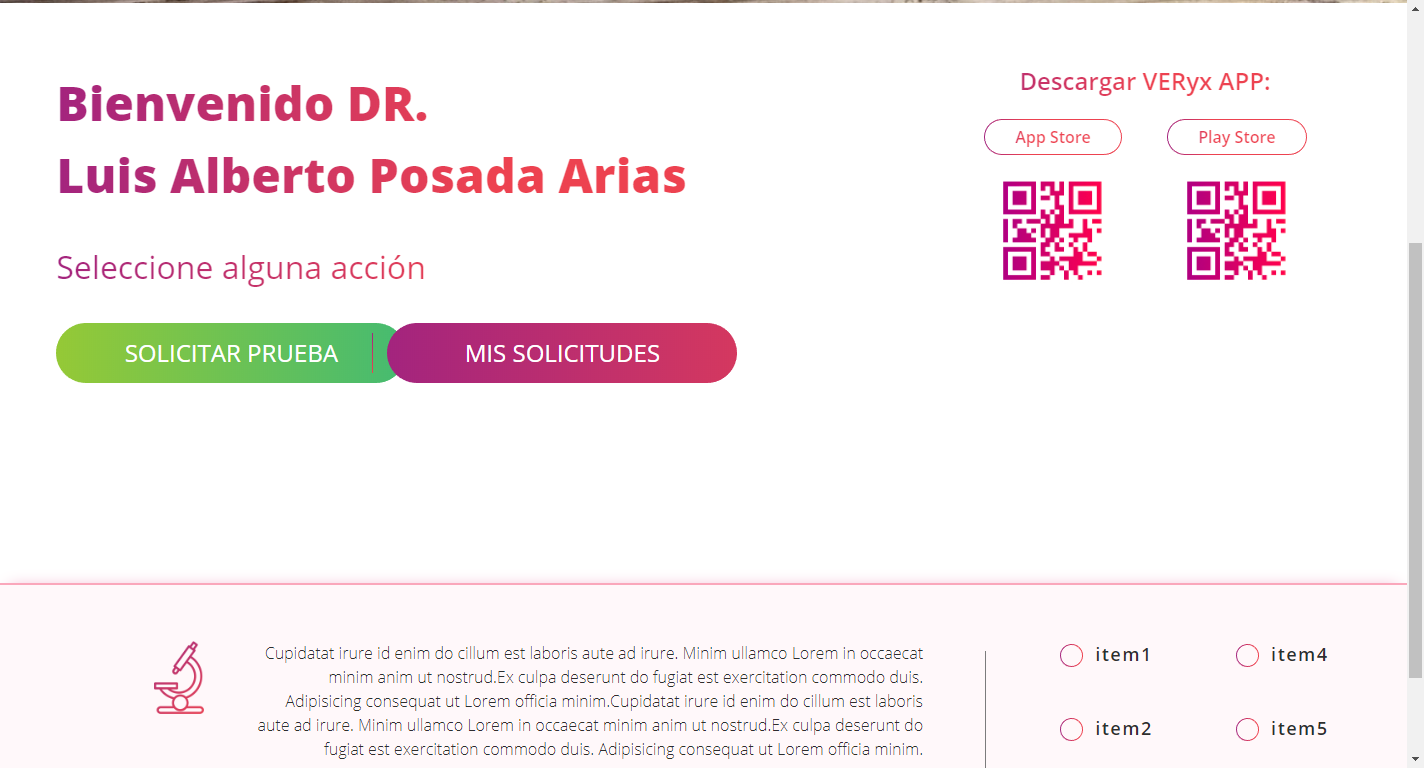 Bienvenido DR.
Luis Alberto Posada Arias
Seleccione alguna acción
SOLICITAR PRUEBA
MIS SOLICITUDES
Descargar VERyx APP:
App Store
Play Store
Cupidatat irure id enim do cillum est laboris aute ad irure. Minim ullamco Lorem in occaecat
minim anim ut nostrud.Ex culpa deserunt do fugiat est exercitation commodo duis.
Adipisicing consequat ut Lorem officia minim.Cupidatat irure id enim do cillum est laboris
aute ad irure. Minim ullamco Lorem in occaecat minim anim ut nostrud.Ex culpa deserunt do
fugiat est exercitation commodo duis. Adipisicing consequat ut Lorem officia minim.
item1
item4
item2
item5